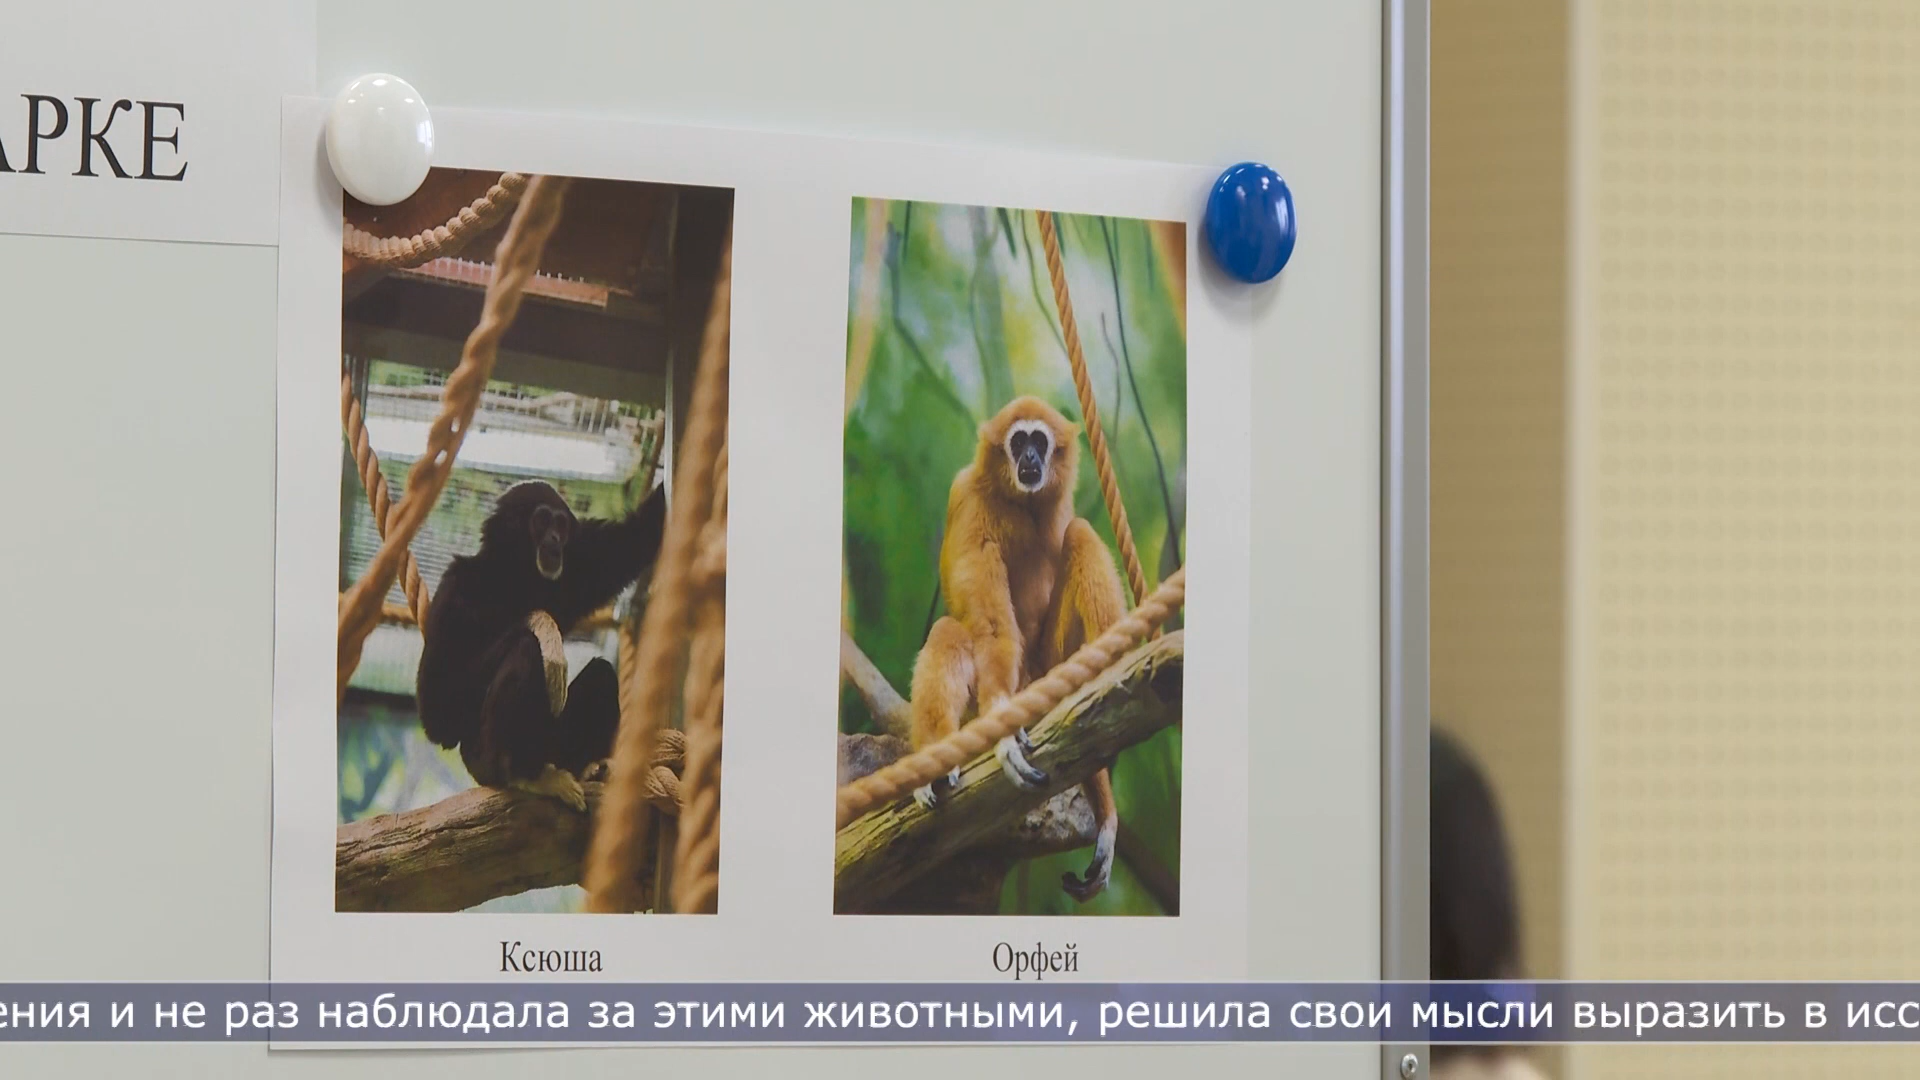 АРКЕ
Ксюша
Орфей
ения и не раз наблюдала за этими животными, решила свои мысли выразить в исс